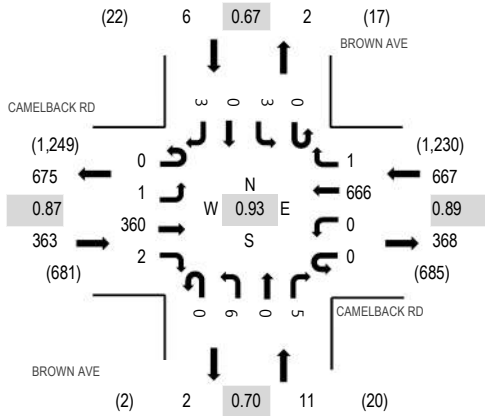 (22) 6 0.67 2 (17)
BROWN AVE
CAMELBACK RD
3 0 3 0
(1,249) 0 1 (1,230)
675 667
1 N 666
0.87 W 0.93 E 0.89
360 S 0
363 368
2 0
(681) (685)
0 6 0 5
CAMELBACK RD
BROWN AVE
(2) 2 0.70 11 (20)